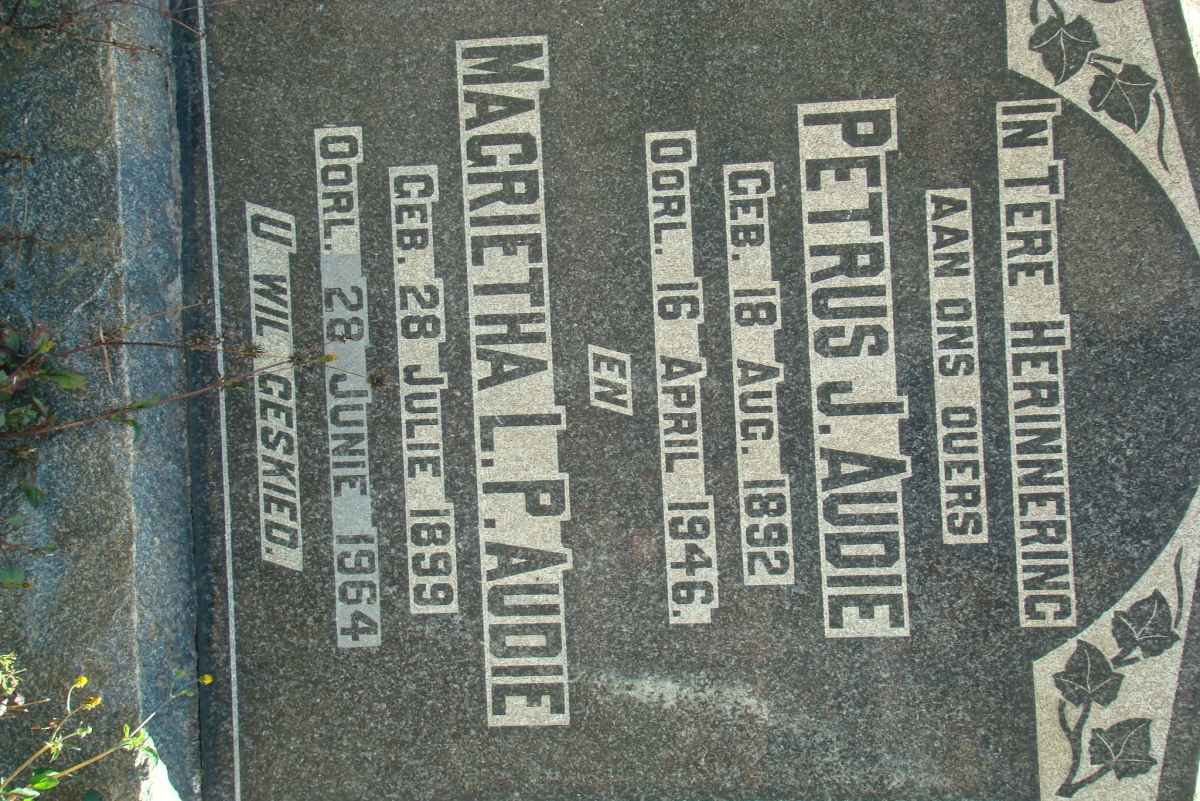 IN TERE HERINNERING
AAN ONS OUERS
PETRUS J. AUDIE
GEB. 18 AUG. 1892
OORL. 16 APRIL 1946.
EN
MAGRIETHA L. P. AUDIE
GEB. 28 JULIE 1899
OORL. 28 JUNIE 1964
U WIL GESKIED.